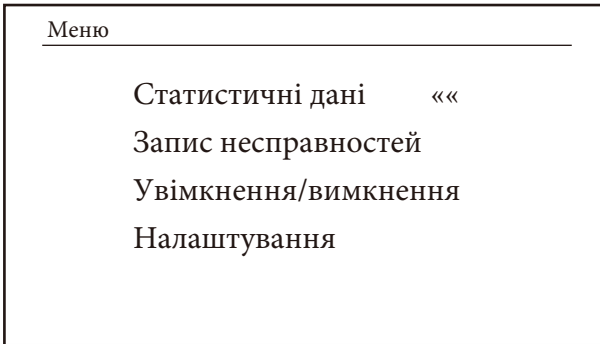 Меню
Статистичні дані ««
Запис несправностей
Увімкнення/вимкнення
Налаштування